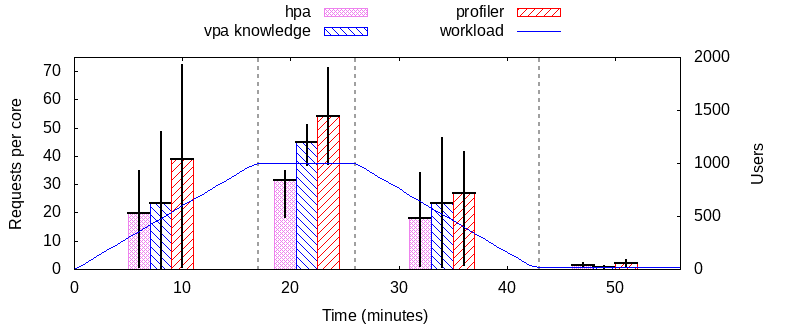 hpa
vpa knowledge
profiler
workload
Requests per core
70
60
50
40
30
20
10
0
2000
1500
1000
500
0
Users
0 10 20 30 40 50
Time (minutes)